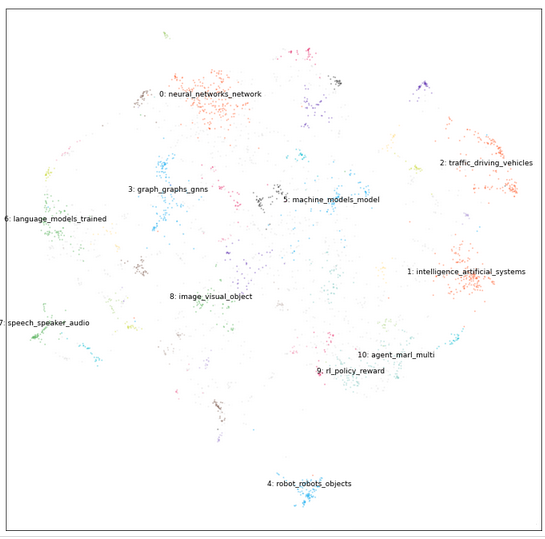 0: neural_networks_network
2: traffic_driving_vehicles
3: graph_graphs_gnns
5: machine_models_model
6: language_models_trained
1: intelligence_artificial_systems
8: image_visual_object
7: speech_speaker_audio
10: agent_marl_multi
9: rl_policy_reward
4: robot_robots_objects